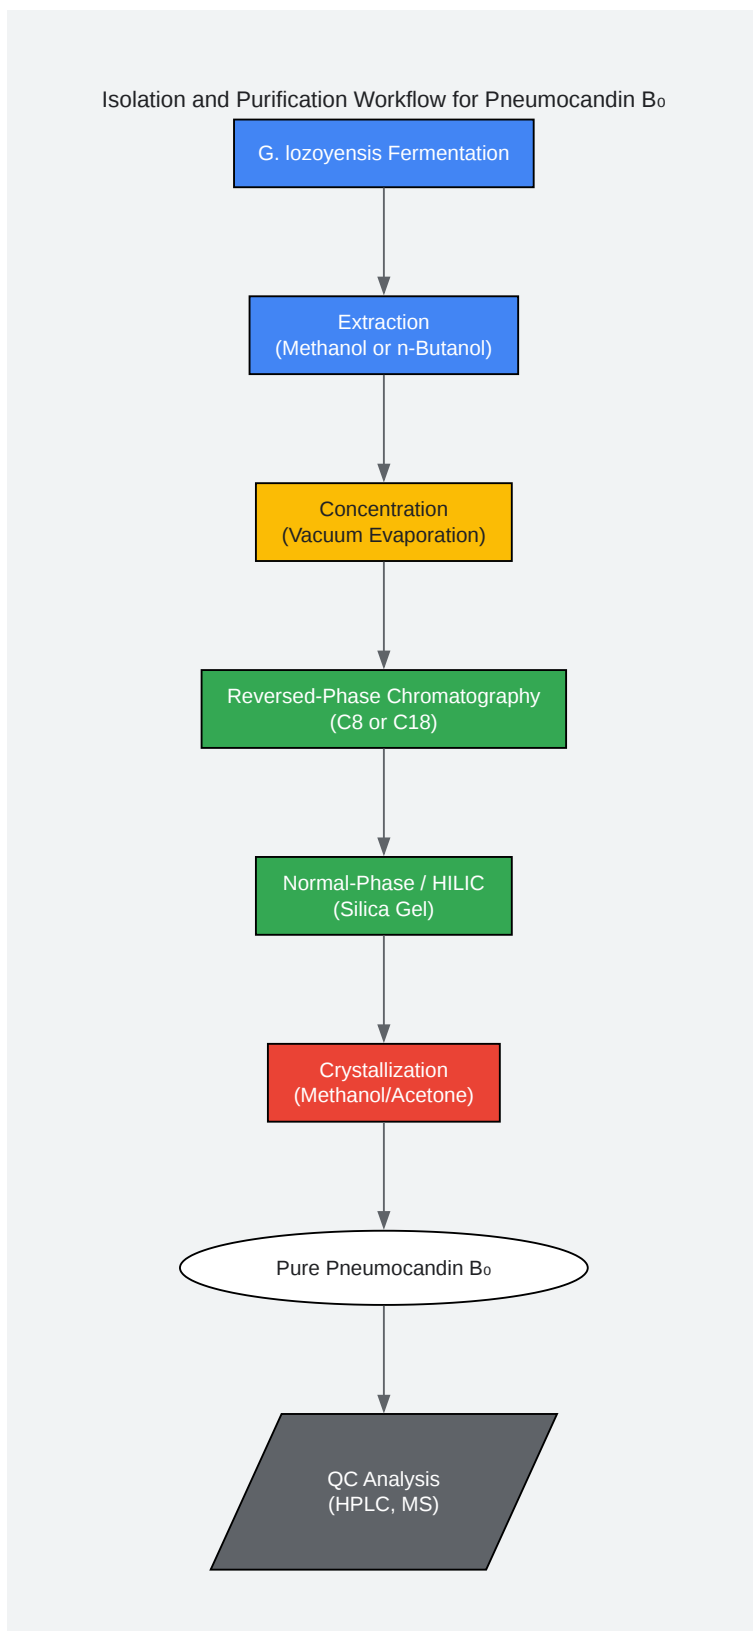 Isolation and Purification Workflow for Pneumocandin B₀
G. lozoyensis Fermentation
Extraction
(Methanol or n-Butanol)
Concentration
(Vacuum Evaporation)
Reversed-Phase Chromatography
(C8 or C18)
Normal-Phase / HILIC
(Silica Gel)
Crystallization
(Methanol/Acetone)
Pure Pneumocandin B₀
QC Analysis
(HPLC, MS)